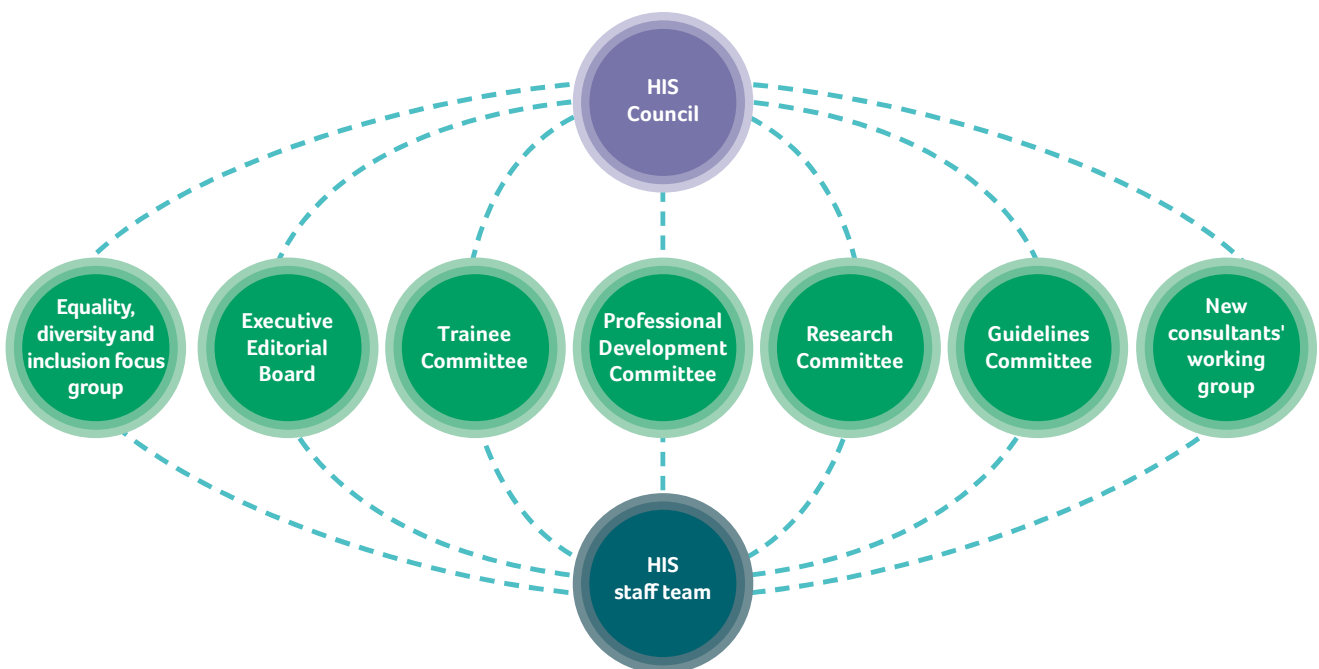 HIS
Council
Equality,
diversity and
inclusion focus
group
Executive
Editorial
Board
Trainee
Committee
Professional
Development
Committee
Research
Committee
Guidelines
Committee
New
consultants'
working
group
HIS
staff team